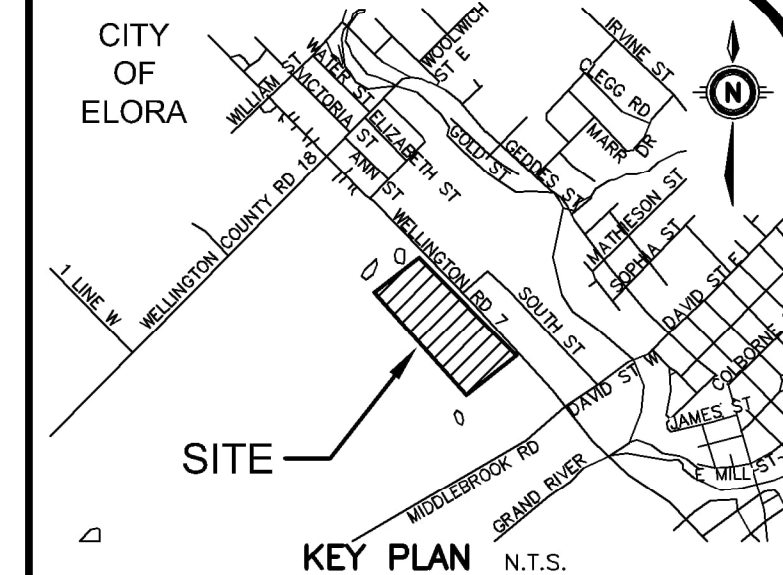 CITY
OF
ELORA
WILLIAM ST
VICTORIA ST
WATER ST
ELIZABETH ST
ANN ST
WOOLWICH
ST E
IRVINE ST
CLEGG RD
MARR DR
N
GOLD ST
GEDDES ST
MATHIESON ST
SOPHIA ST
WELLINGTON COUNTY RD 18
1 LINE W
WELLINGTON RD 7
SOUTH ST
DAVID ST E
DAVID ST W
COLBORNE
JAMES ST
E MILL ST
SITE
MIDDLEBROOK RD
GRAND RIVER
KEY PLAN N.T.S.